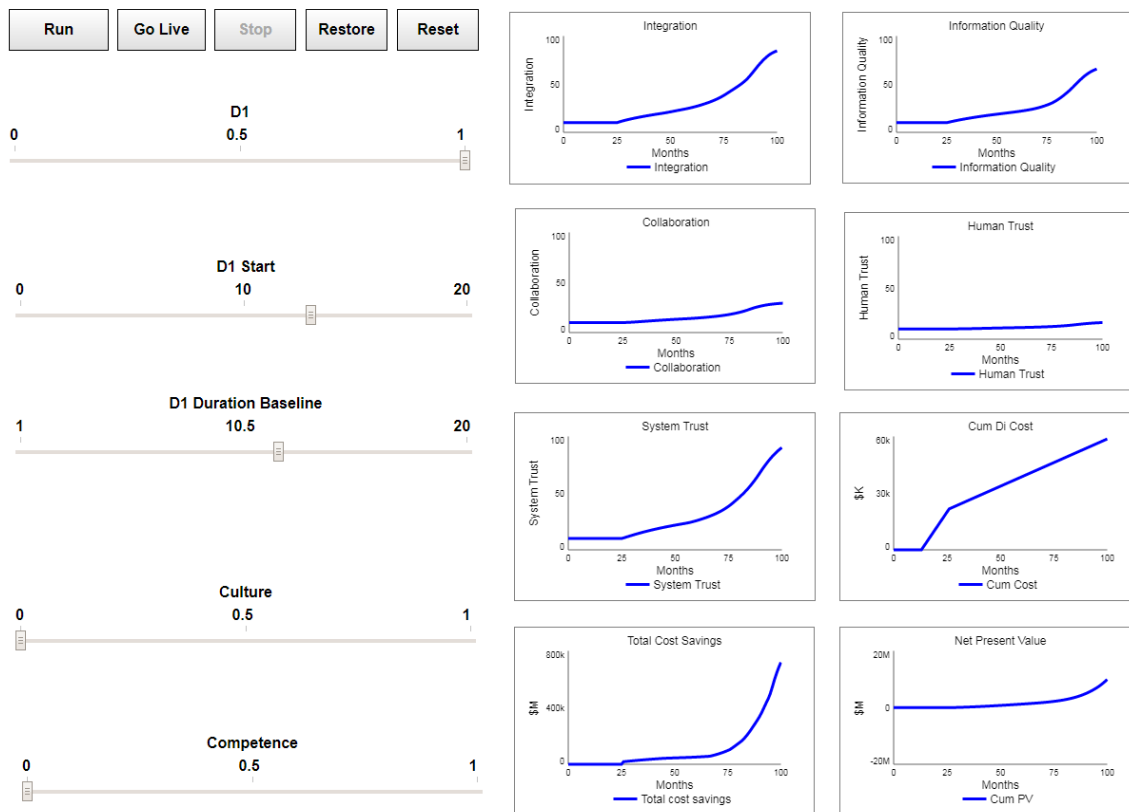 Run Go Live Stop Restore Reset
D1
0 0.5 1
D1 Start
0 10 20
D1 Duration Baseline
1 10.5 20
Culture
0 0.5 1
Competence
0 0.5 1
Integration
Integration
100
50
0
0 25 50 75 100
Months
Integration
Information Quality
Information Quality
100
50
0
0 25 50 75 100
Months
Information Quality
Collaboration
Collaboration
100
50
0
0 25 50 75 100
Months
Collaboration
Human Trust
Human Trust
100
50
0
0 25 50 75 100
Months
Human Trust
System Trust
System Trust
100
50
0
0 25 50 75 100
Months
System Trust
Cum Di Cost
$K
60k
30k
0
0 25 50 75 100
Months
Cum Cost
Total Cost Savings
$M
800k
400k
0
0 25 50 75 100
Months
Total cost savings
Net Present Value
$M
20M
0
-20M
0 25 50 75 100
Months
Cum PV